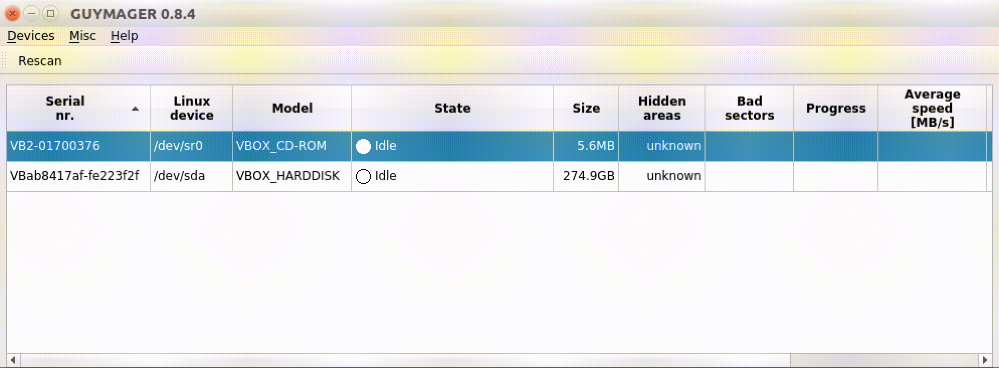 GUYMAGER 0.8.4
Devices Misc Help
Rescan
Serial nr. Linux device Model State Size Hidden areas Bad sectors Progress Average speed [MB/s]
VB2-01700376 /dev/sr0 VBOX_CD-ROM Idle 5.6MB unknown
VBab8417af-fe223f2f /dev/sda VBOX_HARDDISK Idle 274.9GB unknown